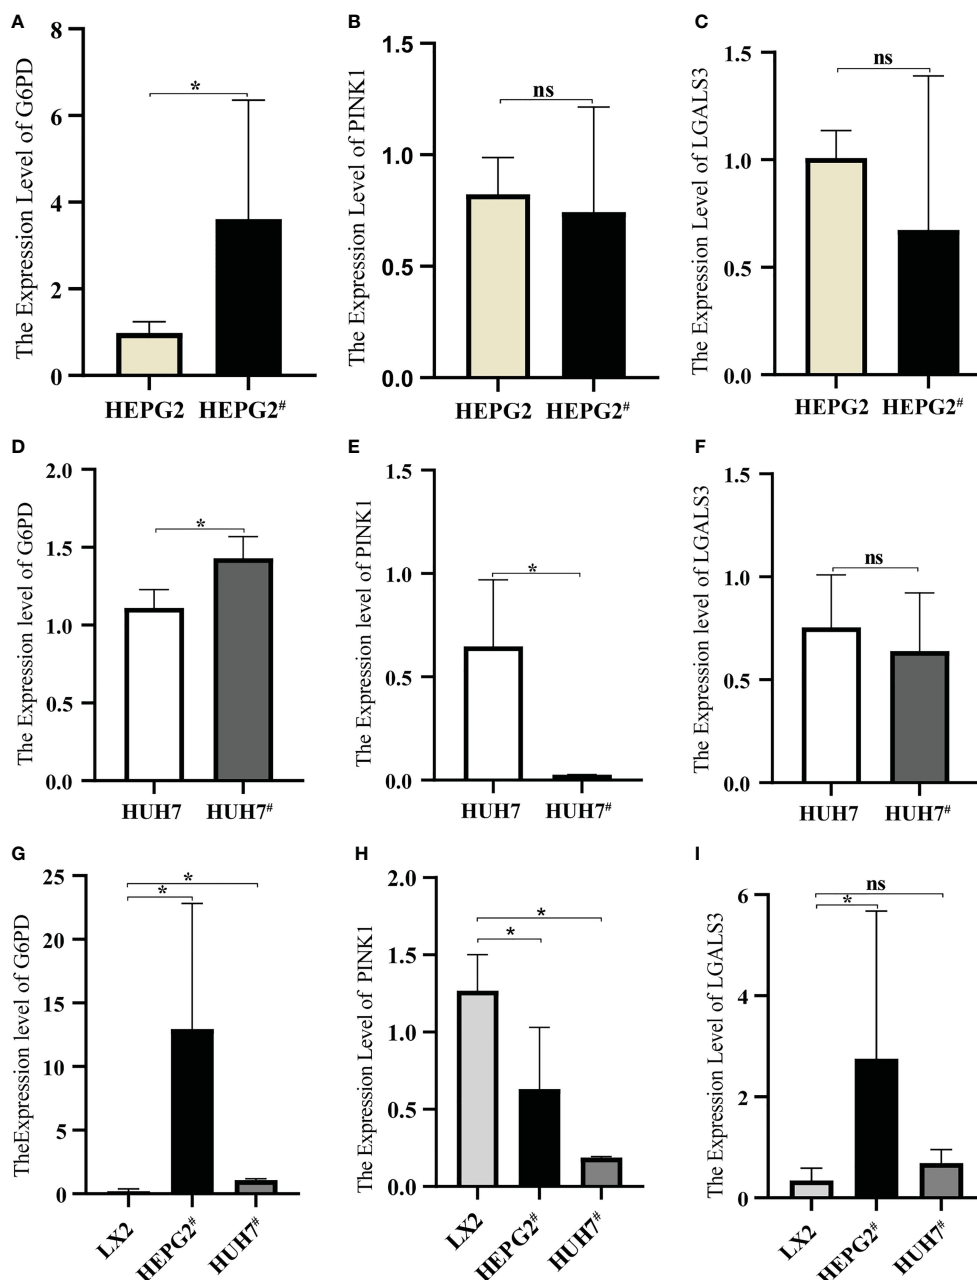 A
The Expression Level of G6PD
8
6
4
2
0
*
HEPG2 HEPG2#
B
The Expression Level of PINK1
1.5
1.0
0.5
0.0
ns
HEPG2 HEPG2#
C
The Expression Level of LGALS3
1.5
1.0
0.5
0.0
ns
HEPG2 HEPG2#
D
The Expression level of G6PD
2.0
1.5
1.0
0.5
0.0
*
HUH7 HUH7#
E
The Expression level of PINK1
1.5
1.0
0.5
0.0
*
HUH7 HUH7#
F
The Expression level of LGALS3
1.5
1.0
0.5
0.0
ns
HUH7 HUH7#
G
TheExpression level of G6PD
25
20
15
10
5
0
*
*
LX2 HEPG2# HUH7#
H
The Expression Level of PINK1
2.0
1.5
1.0
0.5
0.0
*
*
LX2 HEPG2# HUH7#
I
The Expression Level of LGALS3
6
4
2
0
ns
*
LX2 HEPG2# HUH7#